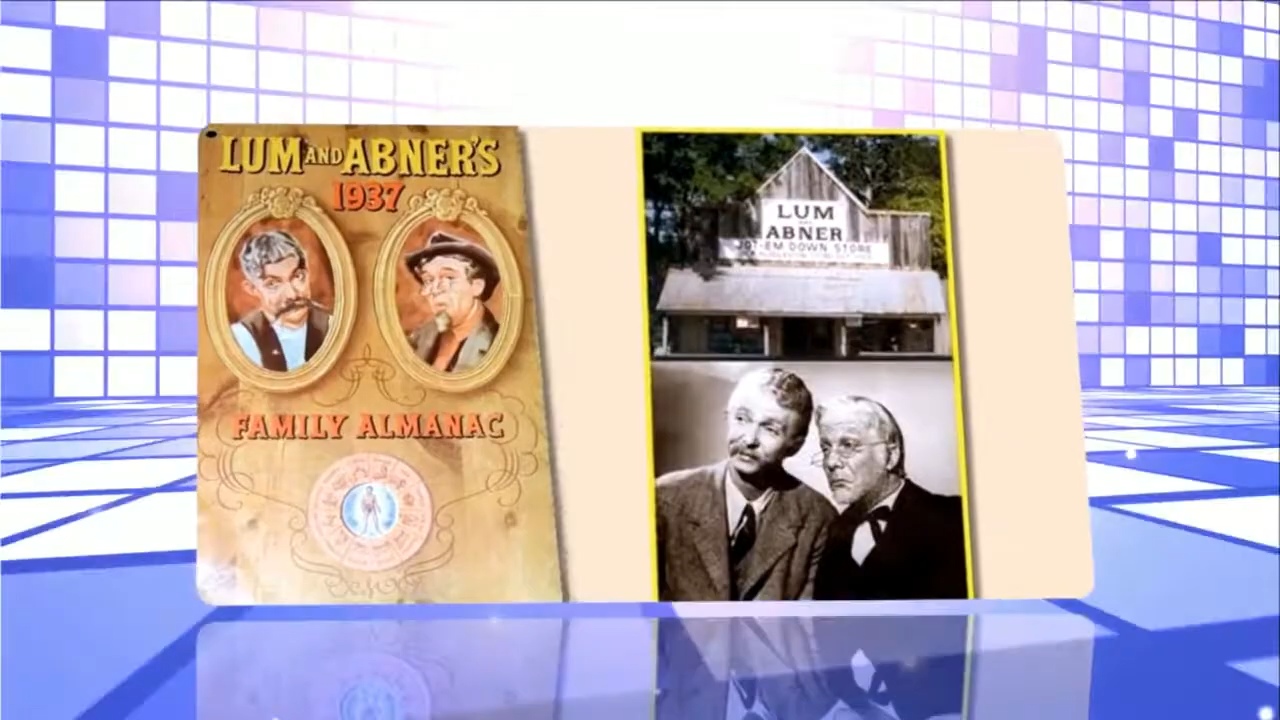 LUM AND ABNER'S
1937
FAMILY ALMANAC
LUM
ABNER
JOT-EM DOWN STORE